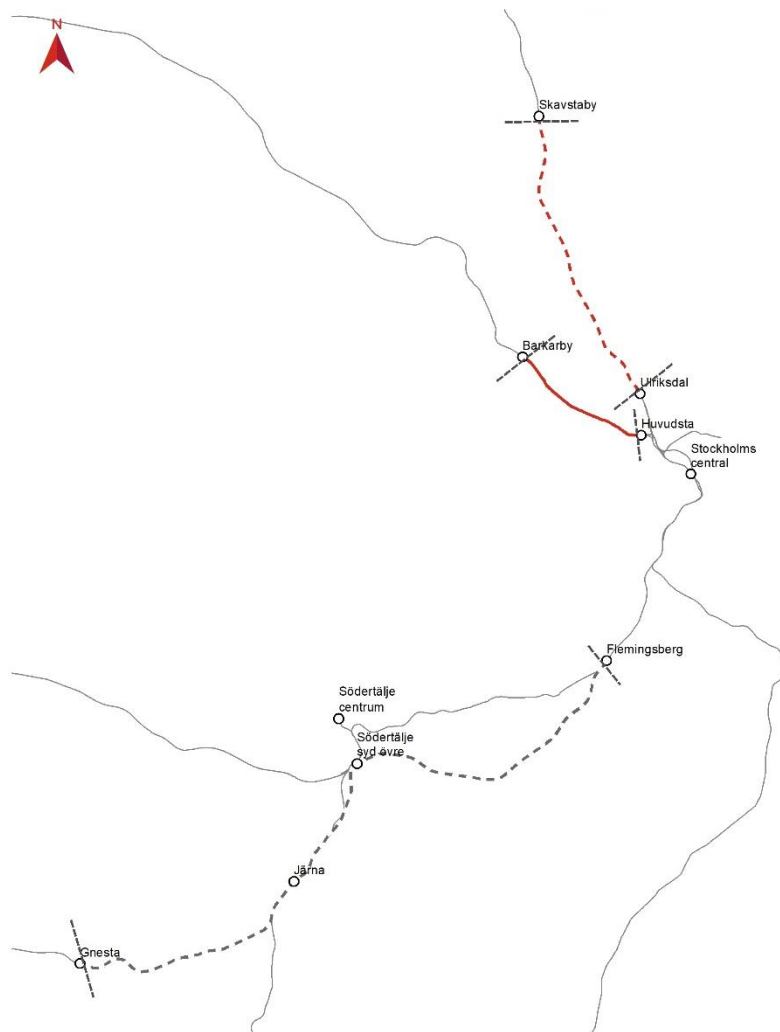 N
Skavstaby
Barkarby
Ulriksdal
Huvudsta
Stockholms
central
Flemingsberg
Södertälje
centrum
Södertälje
syd övre
Järna
Gnesta